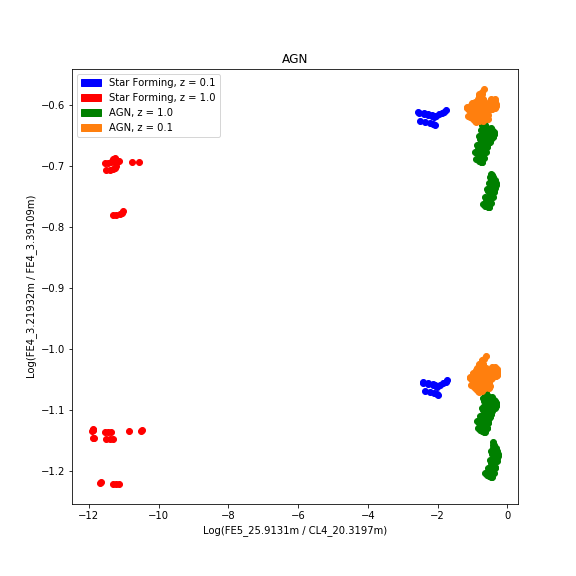 AGN
Star Forming, z = 0.1
Star Forming, z = 1.0
AGN, z = 1.0
AGN, z = 0.1
Log(FE4_3.21932m / FE4_3.39109m)
−0.6
−0.7
−0.8
−0.9
−1.0
−1.1
−1.2
−12
−10
−8
−6
−4
−2
0
Log(FE5_25.9131m / CL4_20.3197m)